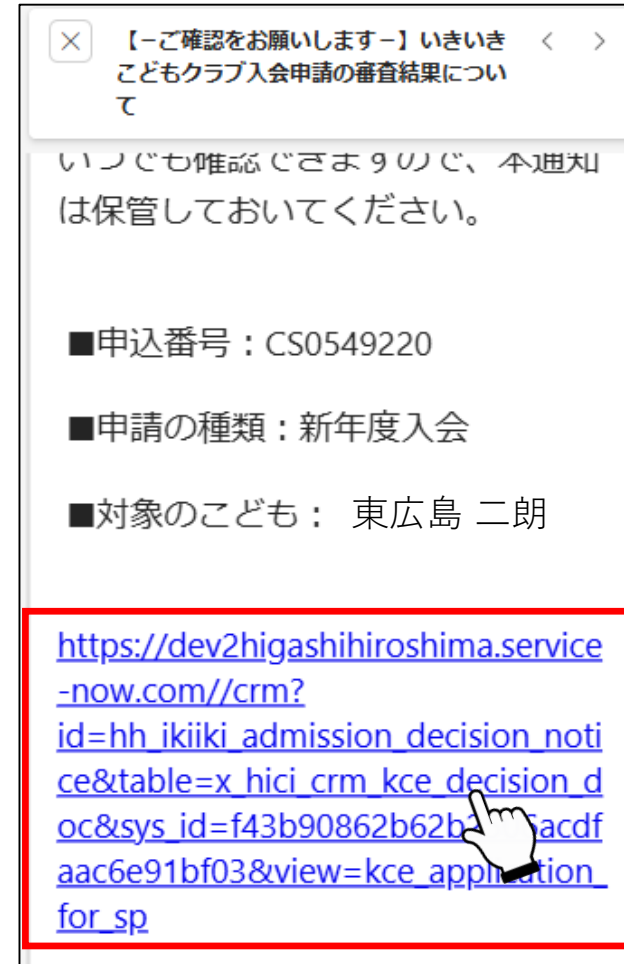 【-ご確認をお願いします-】いきいき
こどもクラブ入会申請の審査結果につい
て
いつでも確認できますので、本通知
は保管しておいてください。
■申込番号：CS0549220
■申請の種類：新年度入会
■対象のこども： 東広島 二朗
https://dev2higashihiroshima.service
-now.com//crm?
id=hh_ikiiki_admission_decision_noti
ce&table=x_hici_crm_kce_decision_d
aac6e91bf03&view=kce_application_
for_sp